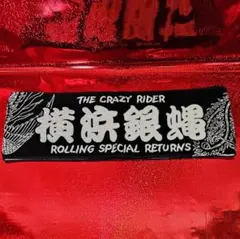 THE CRAZY RIDER
横浜銀蝿
ROLLING SPECIAL RETURNS